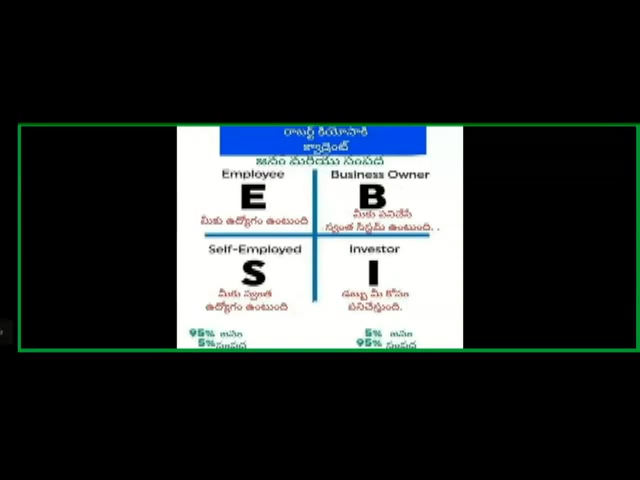 రాబర్ట్ కియోసాకి
క్వాడ్రెంట్
జనం మరియు సంపద
Employee
E
మీకు ఉద్యోగం ఉంటుంది
Business Owner
B
మీకు పనిచేసే
స్వంత సిస్టమ్ ఉంటుంది. .
Self-Employed
S
మీకు స్వంత
ఉద్యోగం ఉంటుంది
Investor
I
డబ్బు మీ కోసం
పనిచేస్తుంది.
95% జనం
5% సంపద
5% జనం
95% సంపద